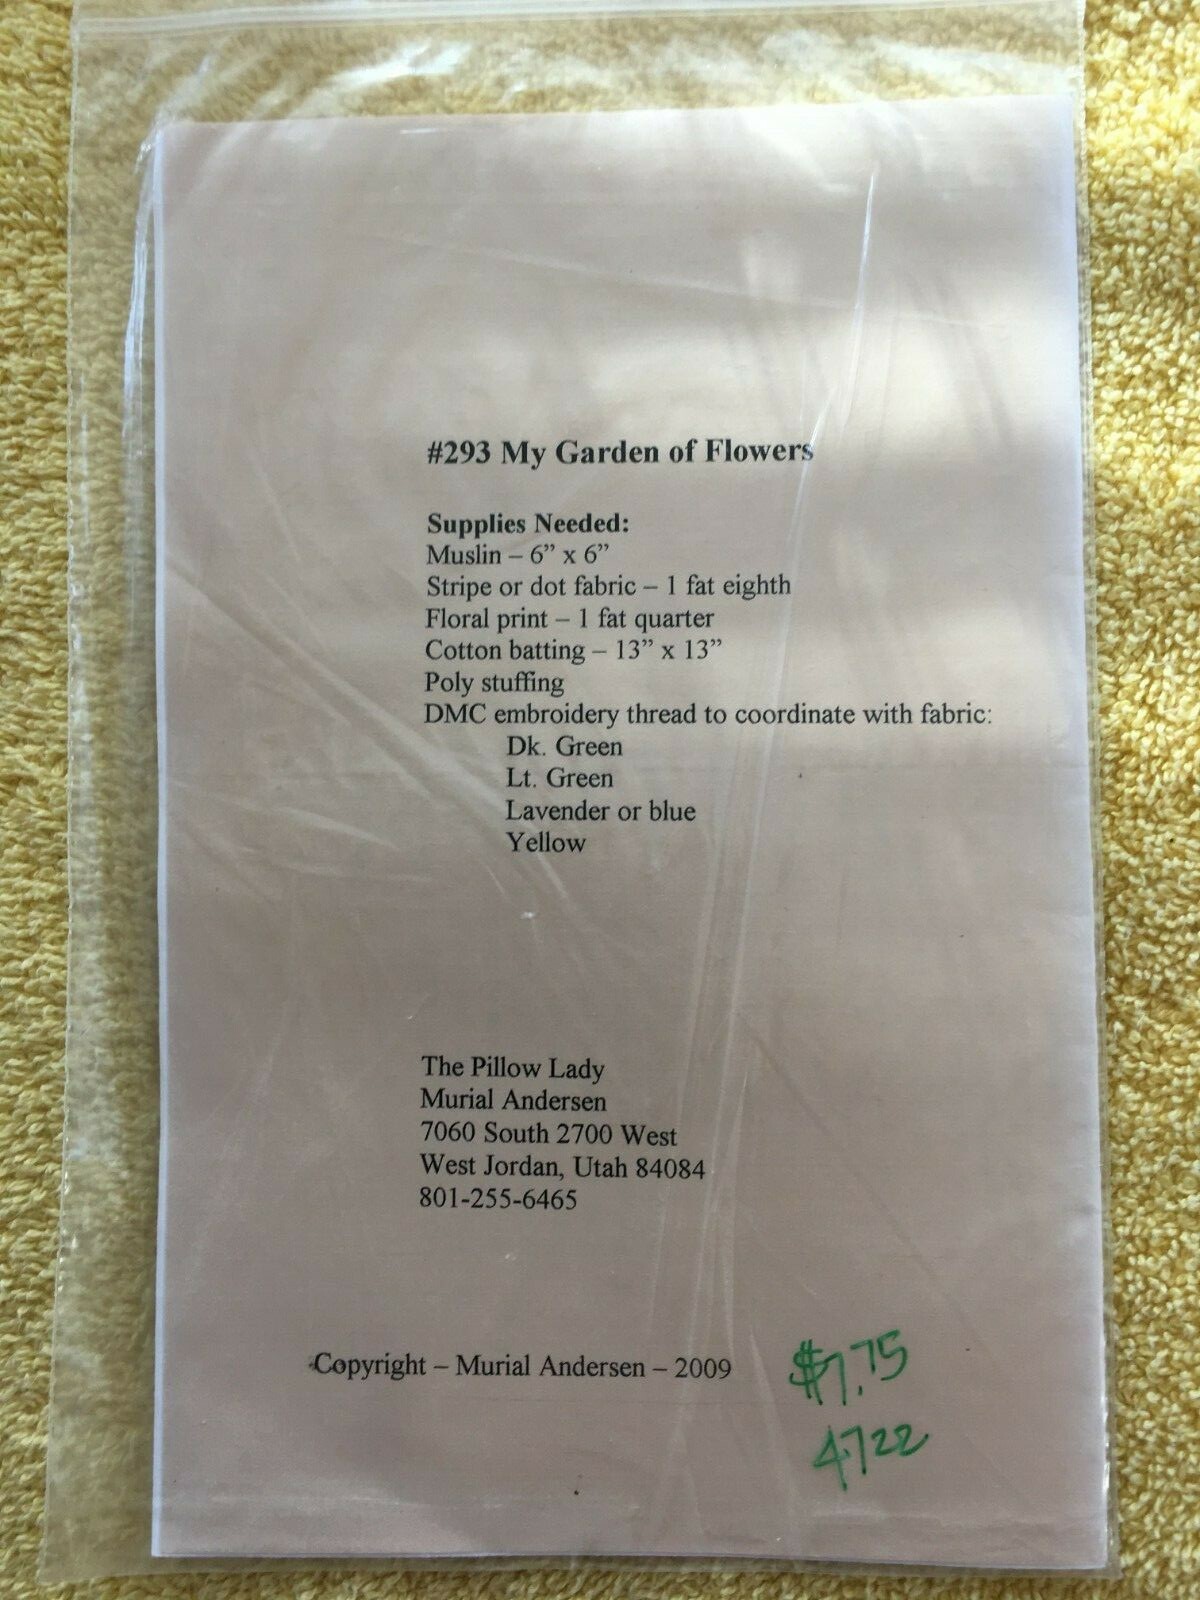 #293 My Garden of Flowers
Supplies Needed:
Muslin – 6” x 6”
Stripe or dot fabric – 1 fat eighth
Floral print – 1 fat quarter
Cotton batting – 13” x 13”
Poly stuffing
DMC embroidery thread to coordinate with fabric:
Dk. Green
Lt. Green
Lavender or blue
Yellow
The Pillow Lady
Murial Andersen
7060 South 2700 West
West Jordan, Utah 84084
801-255-6465
Copyright – Murial Andersen – 2009
$7.75
4722